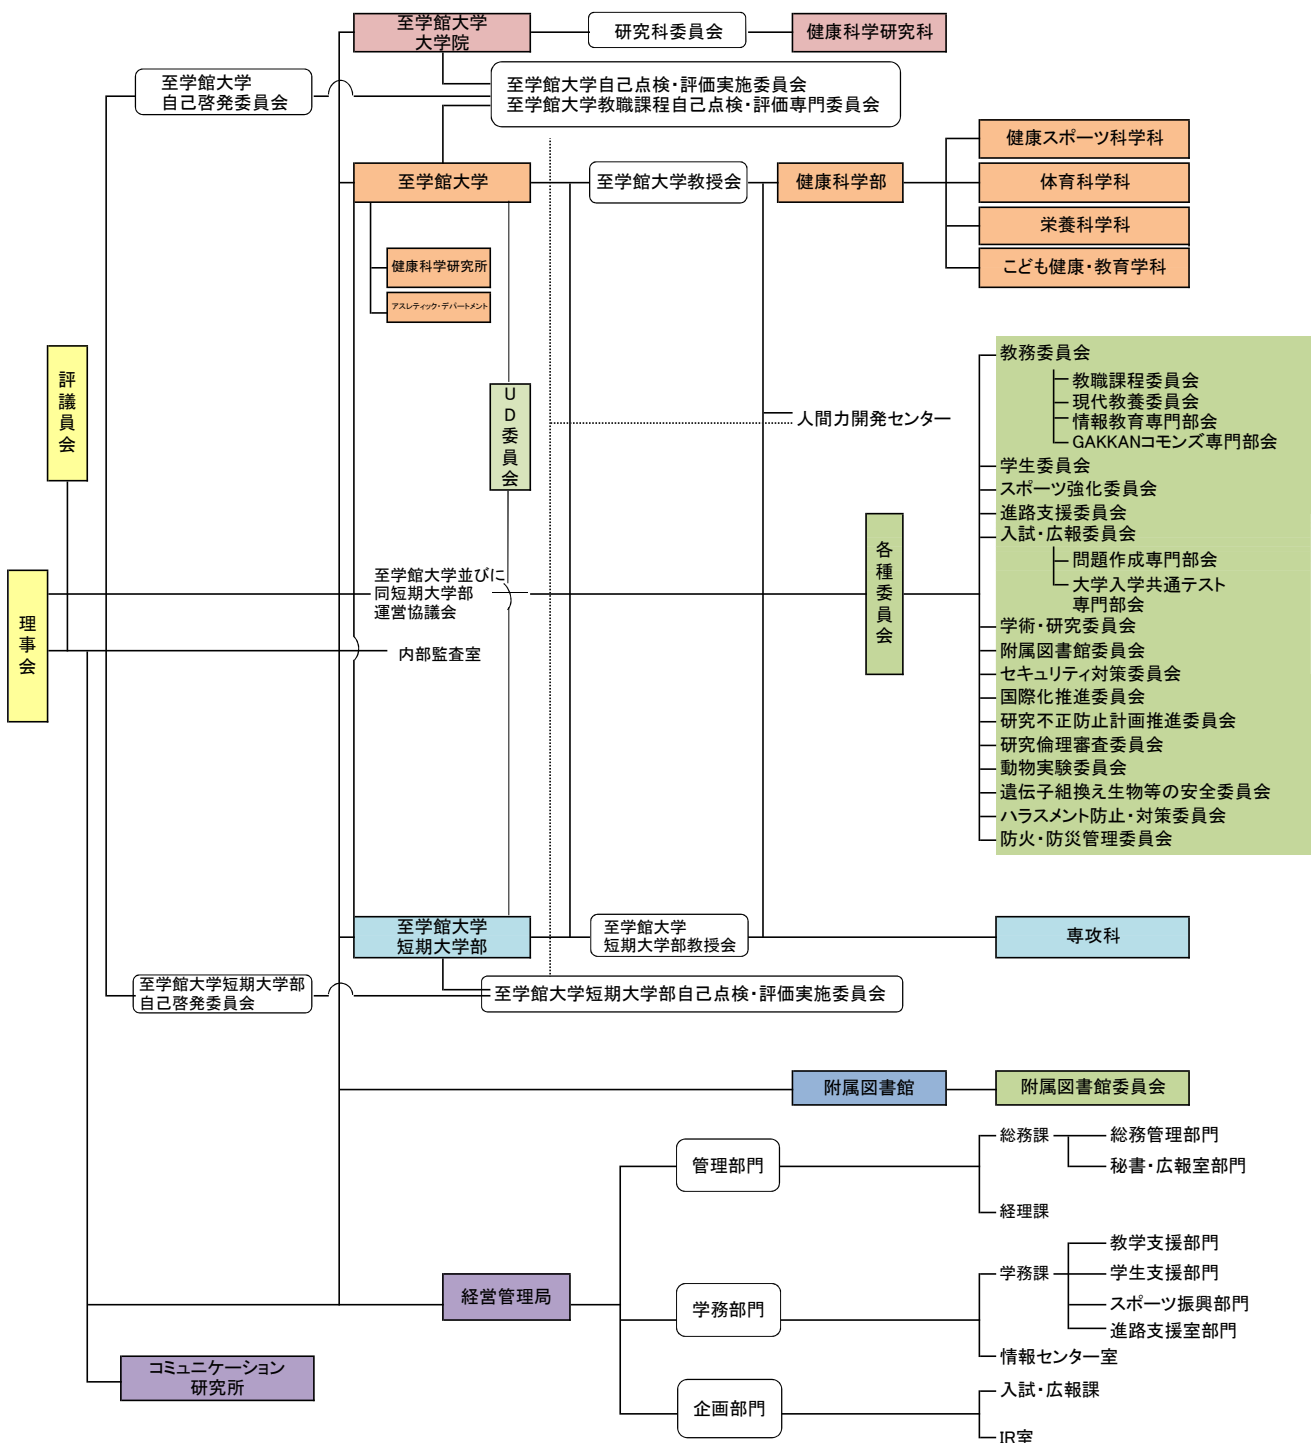 至学館大学
大学院
研究科委員会
健康科学研究科
至学館大学
自己啓発委員会
至学館大学自己点検・評価実施委員会
至学館大学教職課程自己点検・評価専門委員会
至学館大学
至学館大学教授会
健康科学部
健康スポーツ科学科
体育科学科
栄養科学科
こども健康・教育学科
健康科学研究所
アスレティック・デパートメント
評議員会
UD委員会
人間力開発センター
理事会
至学館大学並びに
同短期大学部
運営協議会
内部監査室
各種委員会
教務委員会
教職課程委員会
現代教養委員会
情報教育専門部会
GAKKANコモンズ専門部会
学生委員会
スポーツ強化委員会
進路支援委員会
入試・広報委員会
問題作成専門部会
大学入学共通テスト
専門部会
学術・研究委員会
附属図書館委員会
セキュリティ対策委員会
国際化推進委員会
研究不正防止計画推進委員会
研究倫理審査委員会
動物実験委員会
遺伝子組換え生物等の安全委員会
ハラスメント防止・対策委員会
防火・防災管理委員会
至学館大学
短期大学部
至学館大学
短期大学部教授会
専攻科
至学館大学短期大学部
自己啓発委員会
至学館大学短期大学部自己点検・評価実施委員会
附属図書館
附属図書館委員会
管理部門
総務課
総務管理部門
秘書・広報室部門
経理課
経営管理局
学務部門
学務課
教学支援部門
学生支援部門
スポーツ振興部門
進路支援室部門
情報センター室
コミュニケーション
研究所
企画部門
入試・広報課
IR室